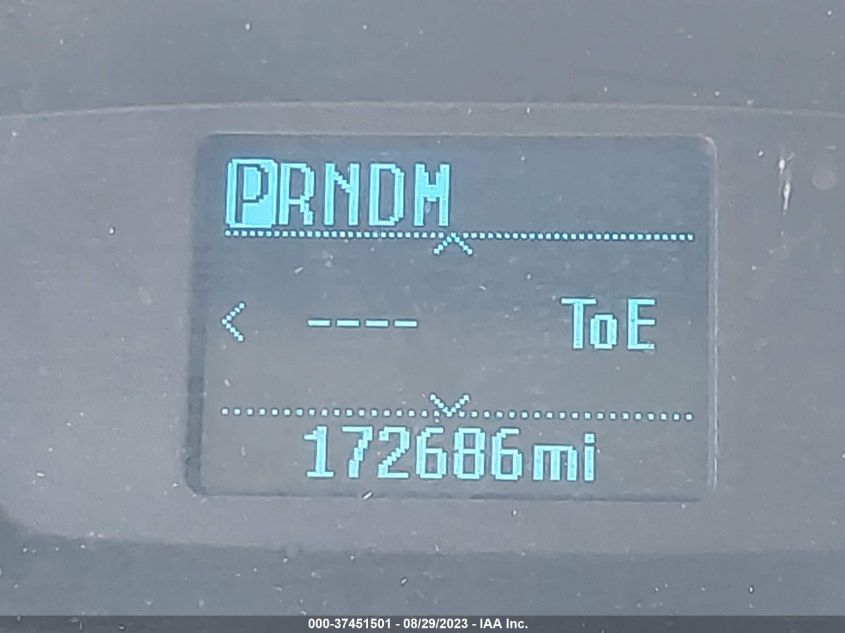 PRNDM
---- ToE
172686mi
000-37451501 - 08/29/2023 - IAA Inc.